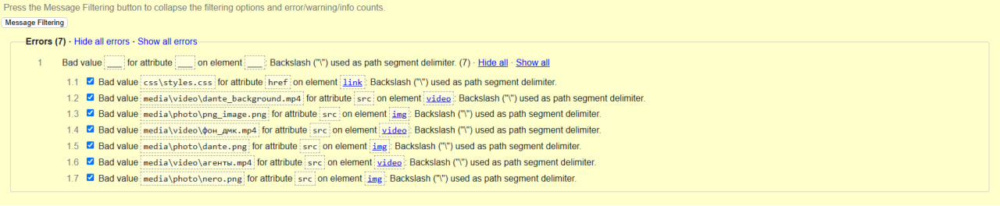 Press the Message Filtering button to collapse the filtering options and error/warning/info counts.
Message Filtering
Errors (7) · Hide all errors · Show all errors
1 Bad value ___ for attribute ___ on element ___: Backslash ("\") used as path segment delimiter. (7) · Hide all · Show all
1.1 Bad value css\styles.css for attribute href on element link: Backslash ("\") used as path segment delimiter.
1.2 Bad value media\video\dante_background.mp4 for attribute src on element video: Backslash ("\") used as path segment delimiter.
1.3 Bad value media\photo\png_image.png for attribute src on element img: Backslash ("\") used as path segment delimiter.
1.4 Bad value media\video\фон_дмк.mp4 for attribute src on element video: Backslash ("\") used as path segment delimiter.
1.5 Bad value media\photo\dante.png for attribute src on element img: Backslash ("\") used as path segment delimiter.
1.6 Bad value media\video\агенты.mp4 for attribute src on element video: Backslash ("\") used as path segment delimiter.
1.7 Bad value media\photo\nero.png for attribute src on element img: Backslash ("\") used as path segment delimiter.